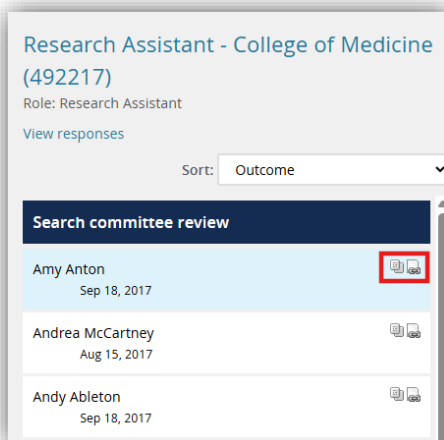 Research Assistant - College of Medicine
(492217)
Role: Research Assistant
View responses
Sort: Outcome
Search committee review
Amy Anton
Sep 18, 2017
Andrea McCartney
Aug 15, 2017
Andy Ableton
Sep 18, 2017